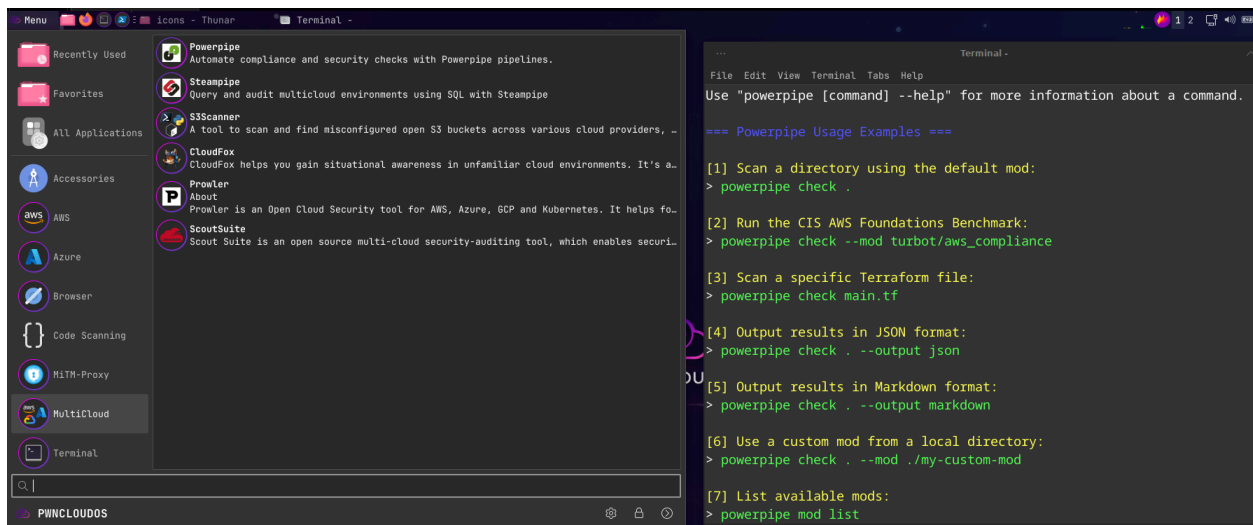 Menu
icons - Thunar
Terminal -
1 2
Recently Used
Favorites
All Applications
Accessories
aws
AWS
Azure
Browser
Code Scanning
MiTM-Proxy
aws
MultiCloud
Terminal
Powerpipe
Automate compliance and security checks with Powerpipe pipelines.
Steampipe
Query and audit multicloud environments using SQL with Steampipe
S3Scanner
A tool to scan and find misconfigured open S3 buckets across various cloud providers, …
CloudFox
CloudFox helps you gain situational awareness in unfamiliar cloud environments. It's a…
Prowler
About
Prowler is an Open Cloud Security tool for AWS, Azure, GCP and Kubernetes. It helps fo…
ScoutSuite
Scout Suite is an open source multi-cloud security-auditing tool, which enables securi…
PWNCLOUDOS
Terminal -
File Edit View Terminal Tabs Help
Use "powerpipe [command] --help" for more information about a command.
=== Powerpipe Usage Examples ===
[1] Scan a directory using the default mod:
> powerpipe check .
[2] Run the CIS AWS Foundations Benchmark:
> powerpipe check --mod turbot/aws_compliance
[3] Scan a specific Terraform file:
> powerpipe check main.tf
[4] Output results in JSON format:
> powerpipe check . --output json
[5] Output results in Markdown format:
> powerpipe check . --output markdown
[6] Use a custom mod from a local directory:
> powerpipe check . --mod ./my-custom-mod
[7] List available mods:
> powerpipe mod list